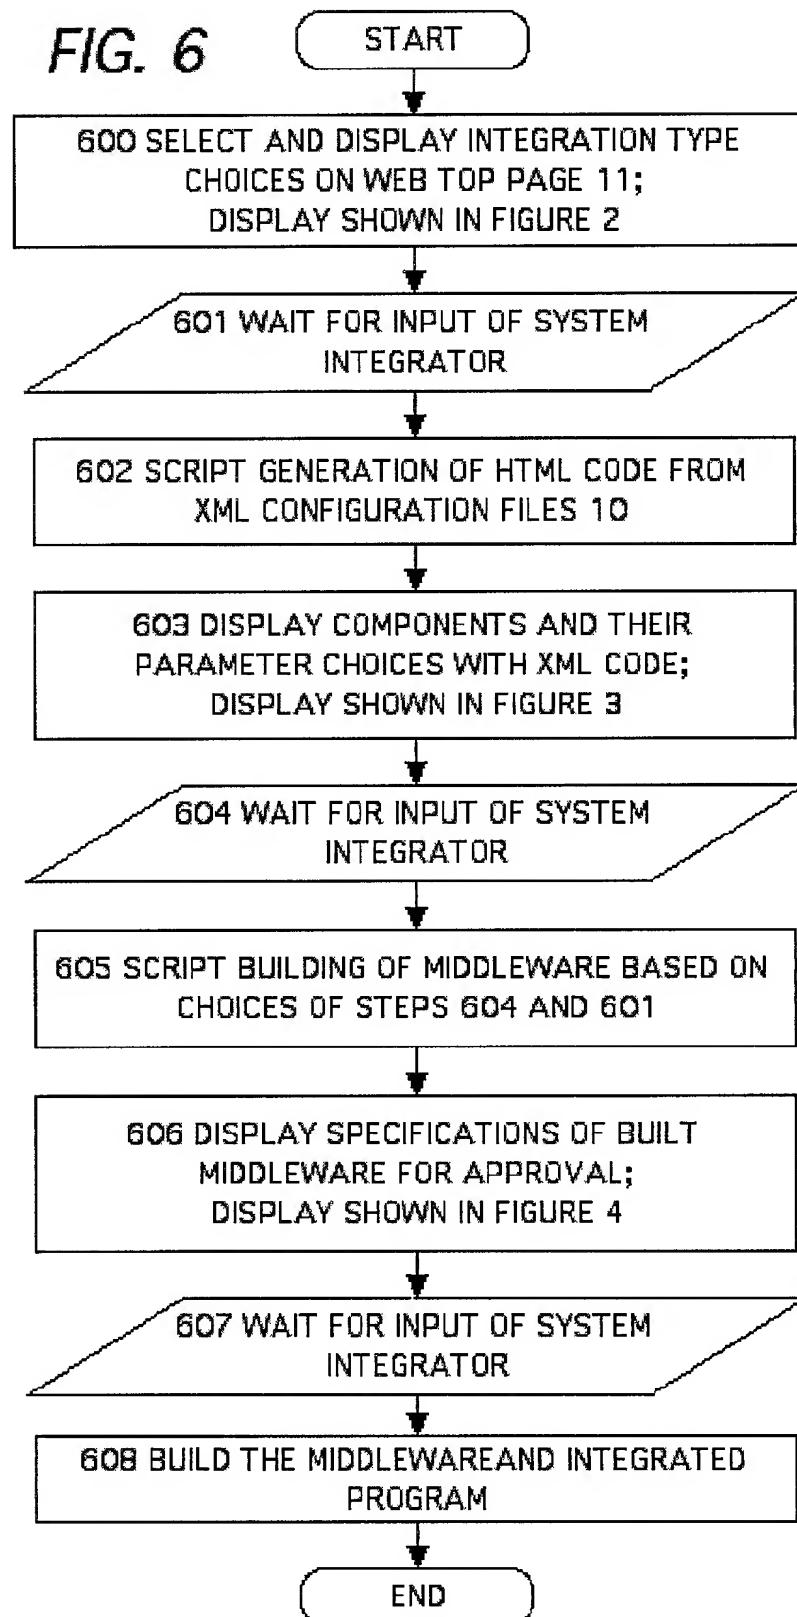 FIG. 6
START
600 SELECT AND DISPLAY INTEGRATION TYPE
CHOICES ON WEB TOP PAGE 11;
DISPLAY SHOWN IN FIGURE 2
601 WAIT FOR INPUT OF SYSTEM
INTEGRATOR
602 SCRIPT GENERATION OF HTML CODE FROM
XML CONFIGURATION FILES 10
603 DISPLAY COMPONENTS AND THEIR
PARAMETER CHOICES WITH XML CODE;
DISPLAY SHOWN IN FIGURE 3
604 WAIT FOR INPUT OF SYSTEM
INTEGRATOR
605 SCRIPT BUILDING OF MIDDLEWARE BASED ON
CHOICES OF STEPS 604 AND 601
606 DISPLAY SPECIFICATIONS OF BUILT
MIDDLEWARE FOR APPROVAL;
DISPLAY SHOWN IN FIGURE 4
607 WAIT FOR INPUT OF SYSTEM
INTEGRATOR
608 BUILD THE MIDDLEWAREAND INTEGRATED
PROGRAM
END